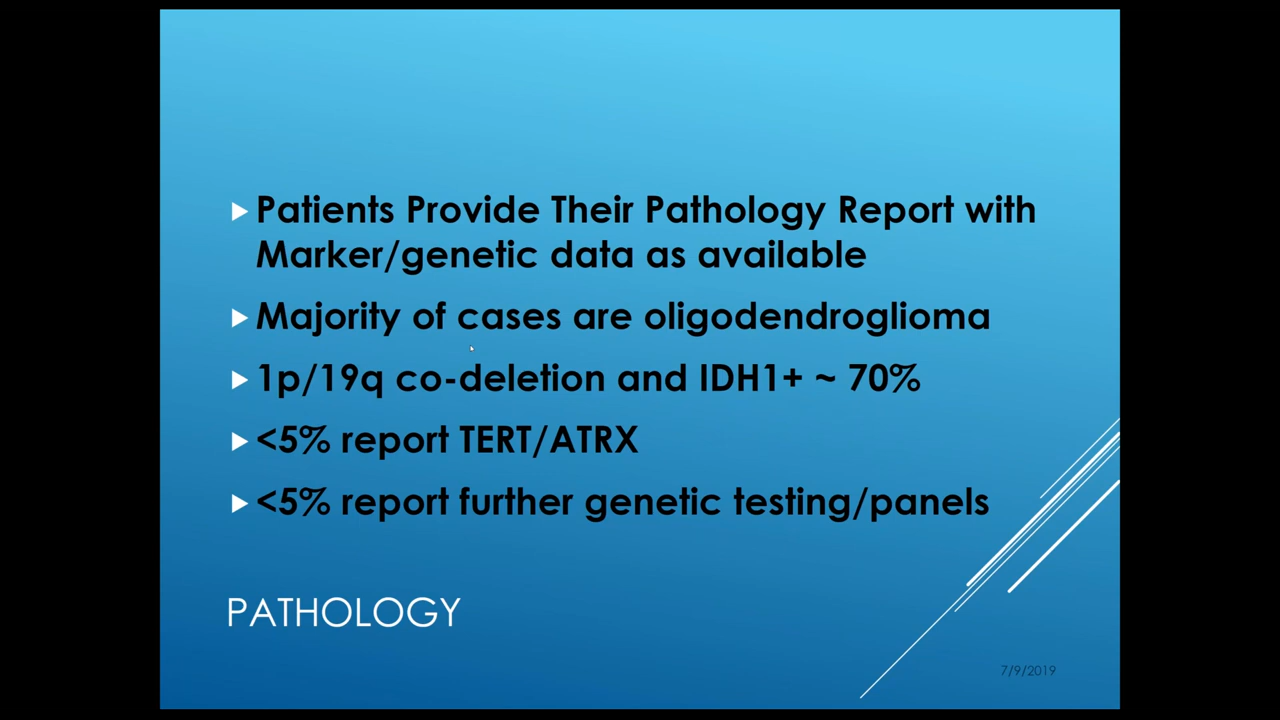 Patients Provide Their Pathology Report with
Marker/genetic data as available
Majority of cases are oligodendroglioma
1p/19q co-deletion and IDH1+ ~ 70%
<5% report TERT/ATRX
<5% report further genetic testing/panels
PATHOLOGY
7/9/2019